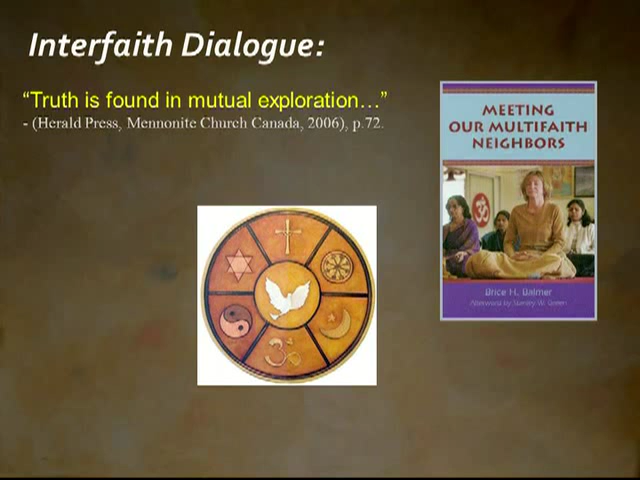 Interfaith Dialogue:
“Truth is found in mutual exploration…”
- (Herald Press, Mennonite Church Canada, 2006), p.72.
MEETING
OUR MULTIFAITH
NEIGHBORS
ॐ
Brice H. Balmer
Afterword by Stanley W. Green